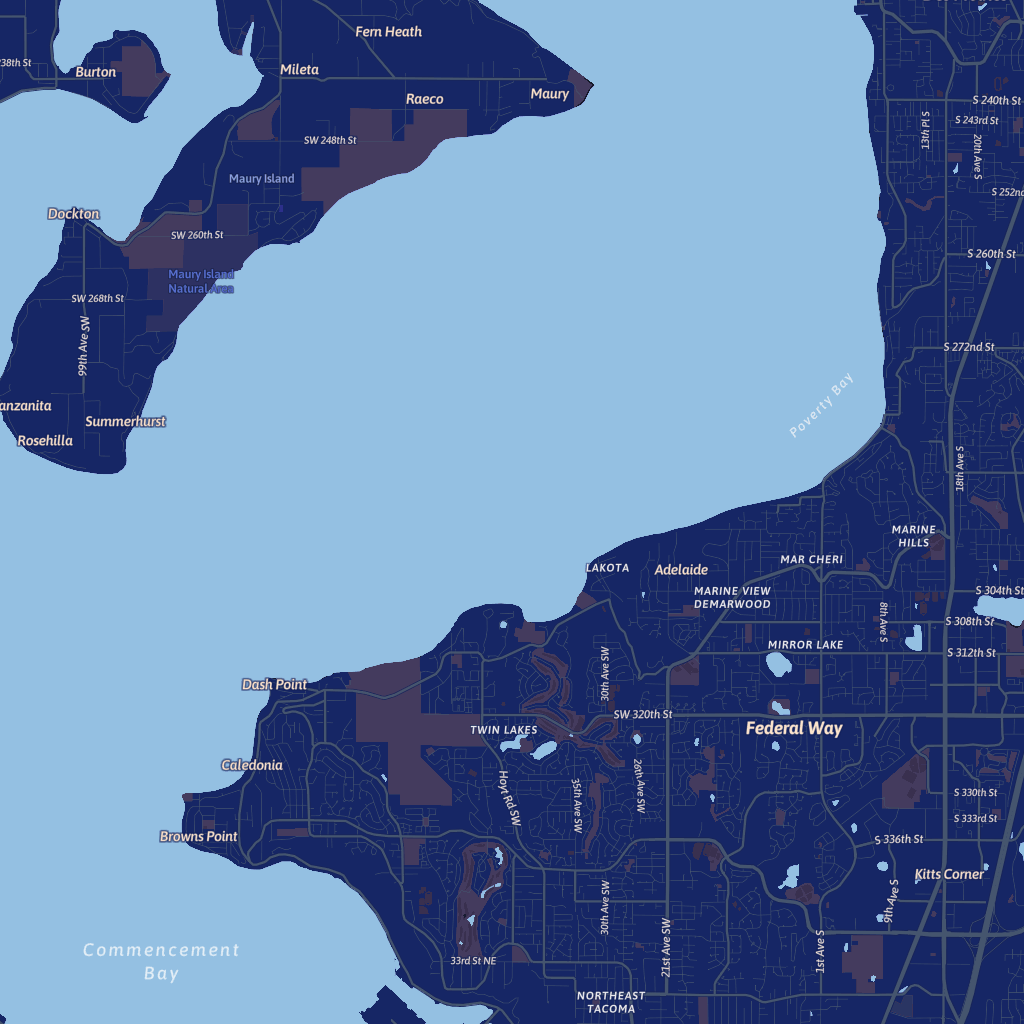 Fern Heath
238th St
Burton
Mileta
Maury
Raeco
S 240th St
S 243rd St
13th Pl S
20th Ave S
SW 248th St
Maury Island
S 252nd
Dockton
SW 260th St
S 260th St
Maury Island
Natural Area
SW 268th St
99th Ave SW
S 272nd St
Poverty Bay
anzanita
Summerhurst
Rosehilla
18th Ave S
MARINE
HILLS
MAR CHERI
LAKOTA
Adelaide
MARINE VIEW
DEMARWOOD
S 304th St
8th Ave S
S 308th St
MIRROR LAKE
S 312th St
30th Ave SW
Dash Point
SW 320th St
TWIN LAKES
Federal Way
Caledonia
Hoyt Rd SW
35th Ave SW
26th Ave SW
S 330th St
S 333rd St
Browns Point
S 336th St
Kitts Corner
30th Ave SW
9th Ave S
21st Ave SW
1st Ave S
Commencement
Bay
33rd St NE
NORTHEAST
TACOMA